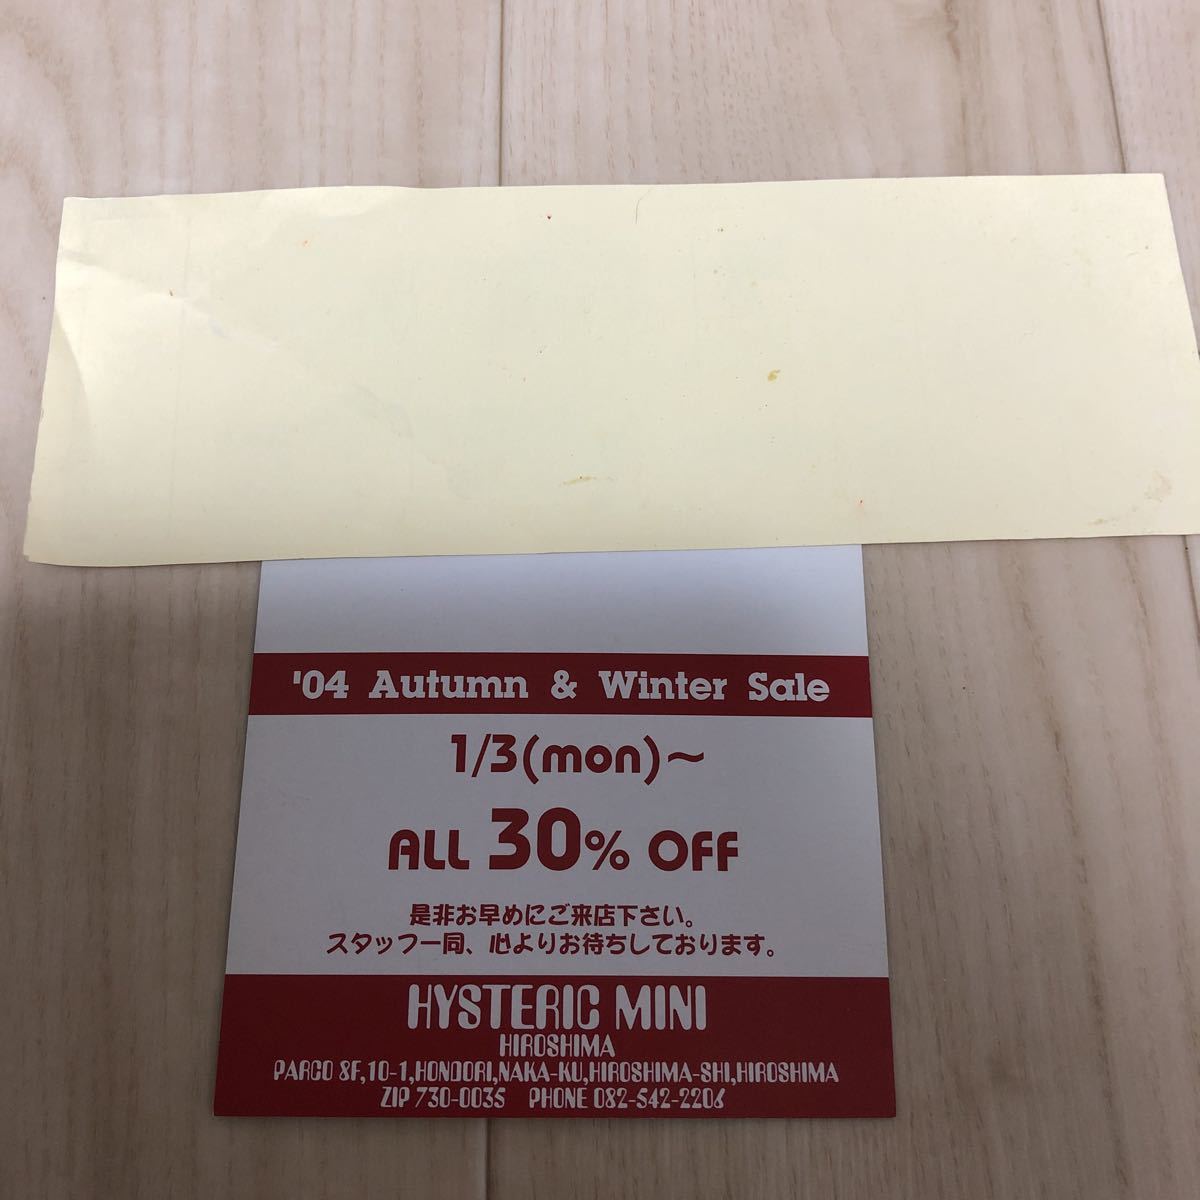 '04 Autumn & Winter Sale
1/3(mon)～
ALL 30% OFF
是非お早めにご来店下さい。
スタッフ一同、心よりお待ちしております。
HYSTERIC MINI
HIROSHIMA
PARCO 8F,10-1,HONDORI,NAKA-KU,HIROSHIMA-SHI,HIROSHIMA
ZIP 730-0035 PHONE 082-542-2206